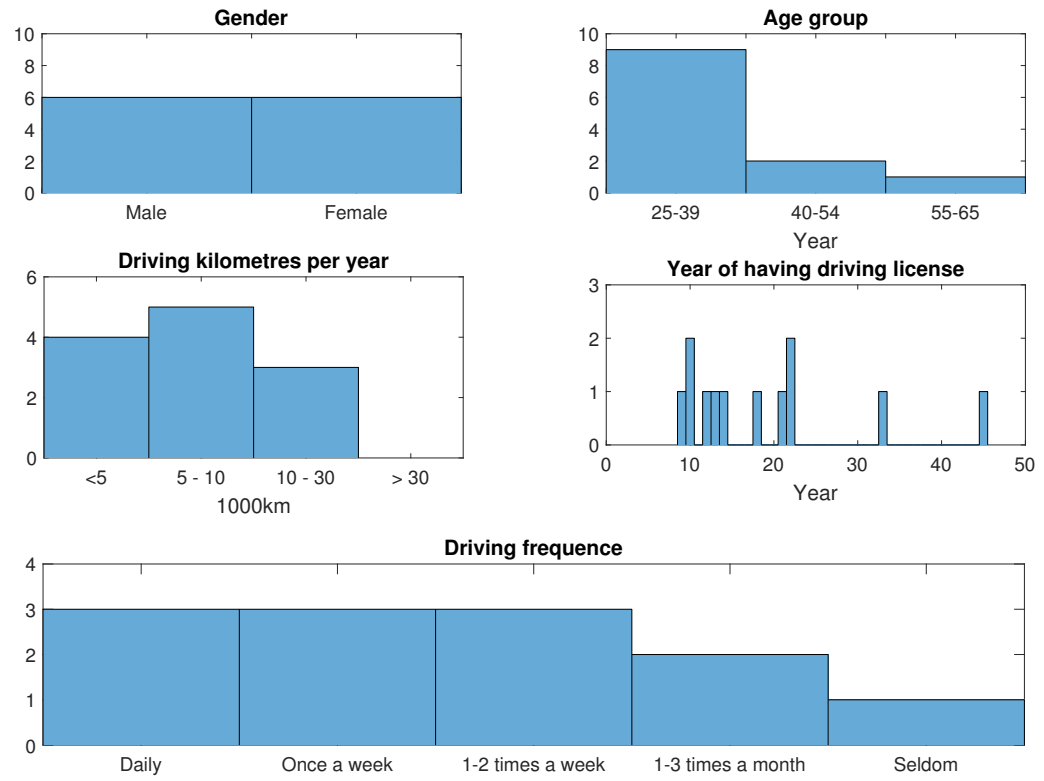 Gender
10
8
6
4
2
0
Male Female
Age group
10
8
6
4
2
0
25-39 40-54 55-65
Year
Driving kilometres per year
6
4
2
0
<5 5 - 10 10 - 30 > 30
1000km
Year of having driving license
3
2
1
0
0 10 20 30 40 50
Year
Driving frequence
4
3
2
1
0
Daily Once a week 1-2 times a week 1-3 times a month Seldom